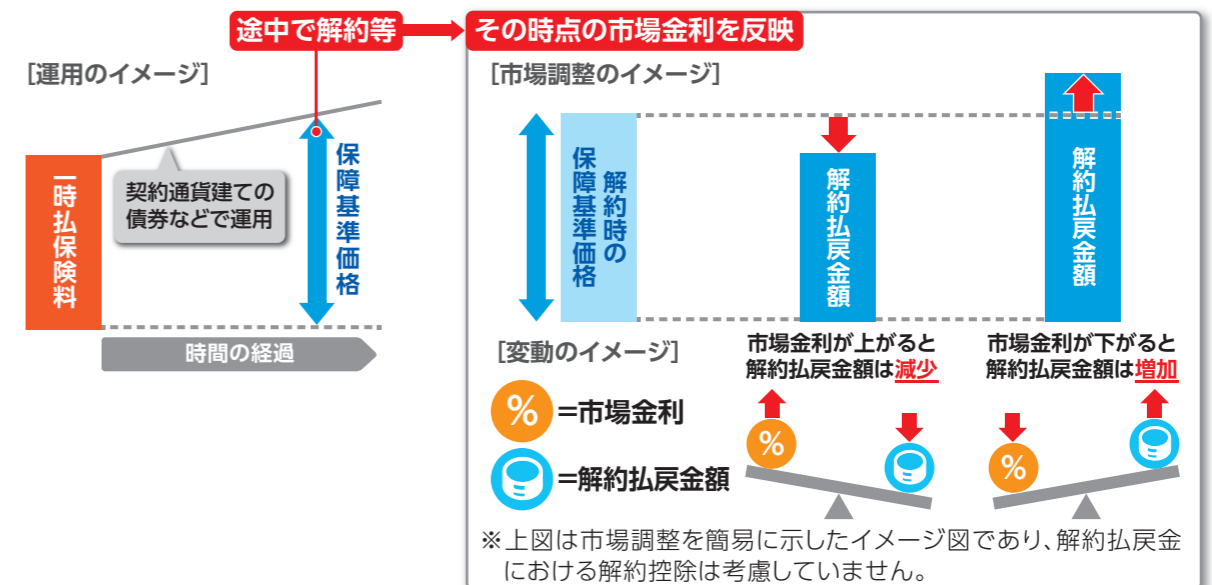 途中で解約等
その時点の市場金利を反映
[運用のイメージ]
一時払保険料
契約通貨建ての
債券などで運用
保障基準価格
時間の経過
[市場調整のイメージ]
解約時の
保障基準価格
解約払戻金額
解約払戻金額
市場金利が上がると
解約払戻金額は減少
市場金利が下がると
解約払戻金額は増加
[変動のイメージ]
% =市場金利
=解約払戻金額
%
%
※上図は市場調整を簡易に示したイメージ図であり、解約払戻金
における解約控除は考慮していません。